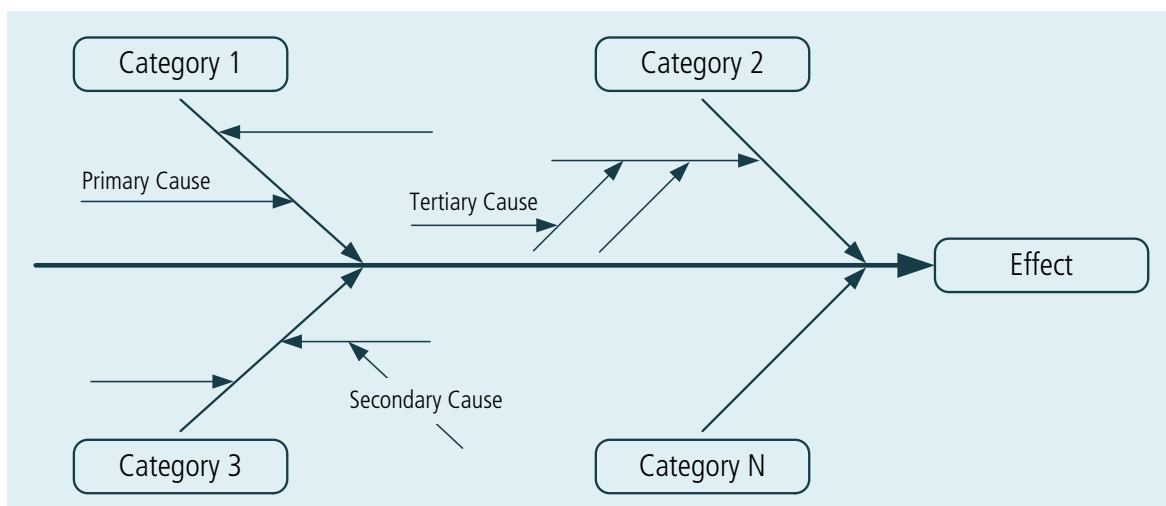 Category 1
Category 2
Primary Cause
Tertiary Cause
Effect
Secondary Cause
Category 3
Category N